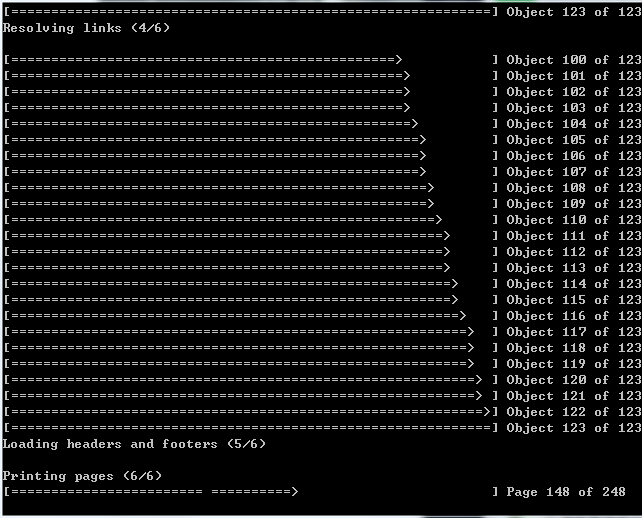 [============================================================] Object 123 of 123
Resolving links (4/6)
[================================================>           ] Object 100 of 123
[=================================================>          ] Object 101 of 123
[=================================================>          ] Object 102 of 123
[=================================================>          ] Object 103 of 123
[==================================================>         ] Object 104 of 123
[===================================================>        ] Object 105 of 123
[===================================================>        ] Object 106 of 123
[===================================================>        ] Object 107 of 123
[====================================================>       ] Object 108 of 123
[====================================================>       ] Object 109 of 123
[=====================================================>      ] Object 110 of 123
[======================================================>     ] Object 111 of 123
[======================================================>     ] Object 112 of 123
[======================================================>     ] Object 113 of 123
[=======================================================>    ] Object 114 of 123
[=======================================================>    ] Object 115 of 123
[========================================================>   ] Object 116 of 123
[=========================================================>  ] Object 117 of 123
[=========================================================>  ] Object 118 of 123
[=========================================================>  ] Object 119 of 123
[==========================================================> ] Object 120 of 123
[==========================================================> ] Object 121 of 123
[===========================================================>] Object 122 of 123
[============================================================] Object 123 of 123
Loading headers and footers (5/6)
Printing pages (6/6)
[======================== ==========>                        ] Page 148 of 248